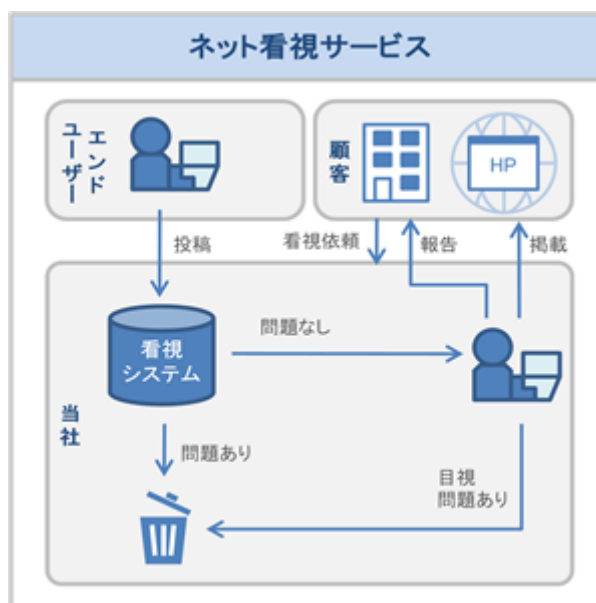 ネット看視サービス
エンド
ユーザー
顧客
HP
投稿
看視依頼
報告
掲載
看視
システム
問題なし
当社
問題あり
目視
問題あり